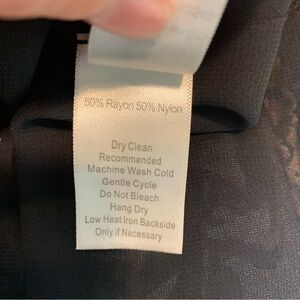 50% Rayon 50% Nylon
Dry Clean
Recommended
Machine Wash Cold
Gentle Cycle
Do Not Bleach
Hang Dry
Low Heat Iron Backside
Only if Necessary